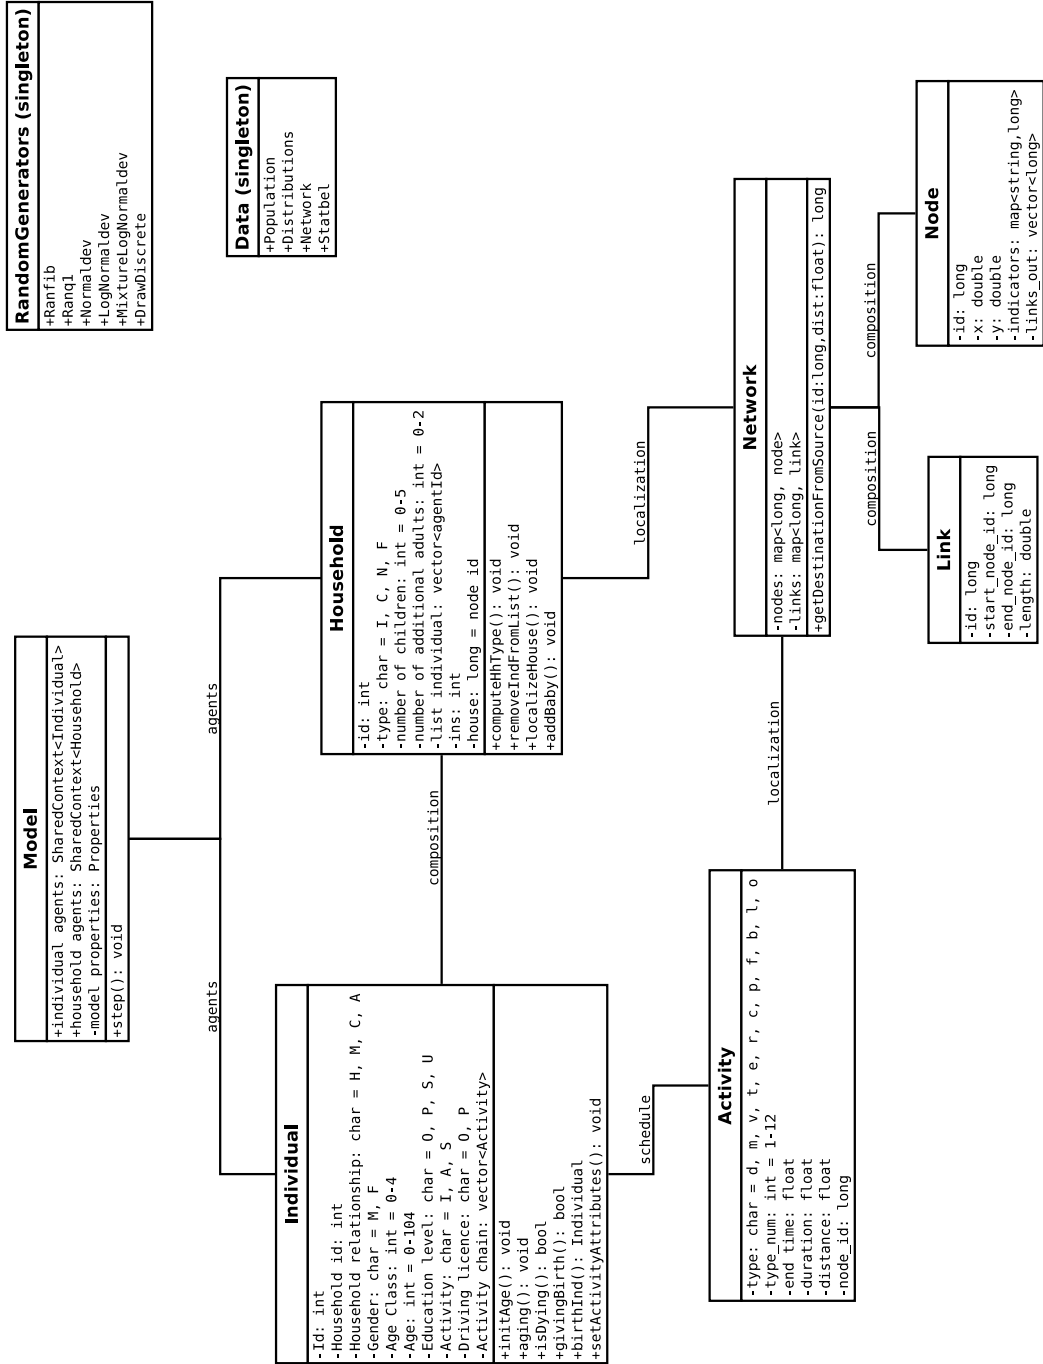 Model
+individual agents: SharedContext<Individual>
+household agents: SharedContext<Household>
-model properties: Properties
+step(): void
RandomGenerators (singleton)
+Ranfib
+Ranq1
+Normaldev
+LogNormaldev
+MixtureLogNormaldev
+DrawDiscrete
agents
agents
Data (singleton)
+Population
+Distributions
+Network
+Statbel
Individual
-Id: int
-Household id: int
-Household relationship: char = H, M, C, A
-Gender: char = M, F
-Age Class: int = 0-4
-Age: int = 0-104
-Education level: char = O, P, S, U
-Activity: char = I, A, S
-Driving licence: char = O, P
-Activity chain: vector<Activity>
+initAge(): void
+aging(): void
+isDying(): bool
+givingBirth(): bool
+birthInd(): Individual
+setActivityAttributes(): void
composition
Household
-id: int
-type: char = I, C, N, F
-number of children: int = 0-5
-number of additional adults: int = 0-2
-list individual: vector<agentId>
-ins: int
-house: long = node id
+computeHhType(): void
+removeIndFromList(): void
+localizeHouse(): void
+addBaby(): void
schedule
localization
Activity
-type: char = d, m, v, t, e, r, c, p, f, b, l, o
-type_num: int = 1-12
-end time: float
-duration: float
-distance: float
-node_id: long
localization
Network
-nodes: map<long, node>
-links: map<long, link>
+getDestinationFromSource(id:long,dist:float): long
composition
composition
Link
-id: long
-start_node_id: long
-end_node_id: long
-length: double
Node
-id: long
-x: double
-y: double
-indicators: map<string,long>
-links_out: vector<long>